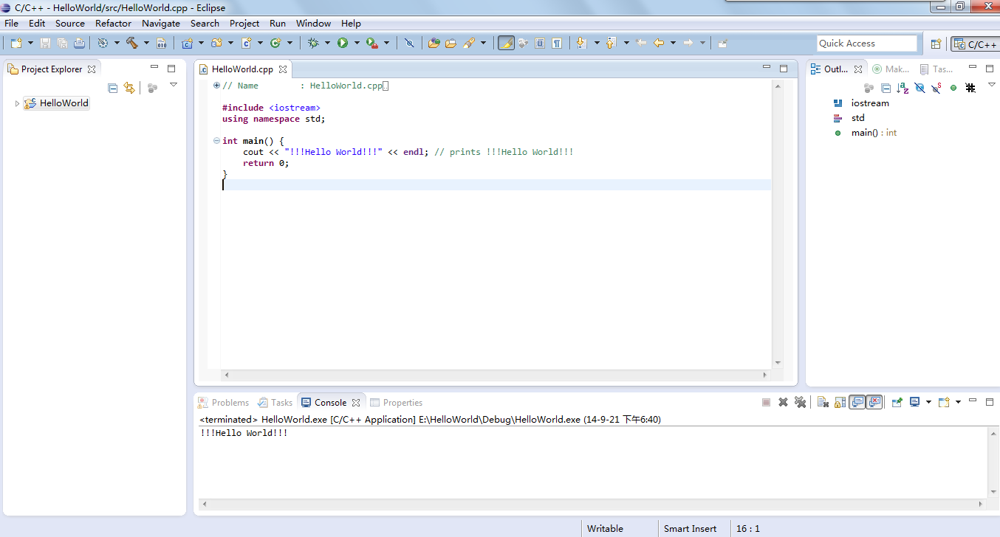 C/C++ - HelloWorld/src/HelloWorld.cpp - Eclipse
File Edit Source Refactor Navigate Search Project Run Window Help
010 Quick Access C/C++
Project Explorer
HelloWorld
HelloWorld.cpp
// Name        : HelloWorld.cpp
#include <iostream>
using namespace std;
int main() {
    cout << "!!!Hello World!!!" << endl; // prints !!!Hello World!!!
    return 0;
}
Outl... Mak... Tas...
iostream
std
main() : int
Problems Tasks Console Properties
<terminated> HelloWorld.exe [C/C++ Application] E:\HelloWorld\Debug\HelloWorld.exe (14-9-21 下午6:40)
!!!Hello World!!!
Writable Smart Insert 16 : 1